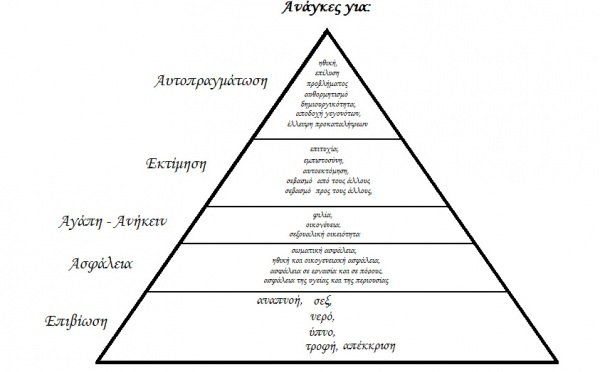 Ανάγκες για:
Αυτοπραγμάτωση
ηθική,
επίλυση
προβλήματος
αυθορμητισμό
δημιουργικότητα,
αποδοχή γεγονότων,
έλλειψη προκαταλήψεων
Εκτίμηση
επιτυχία,
εμπιστοσύνη,
αυτοεκτόμηση,
σεβασμό από τους άλλους
σεβασμό προς τους άλλους,
Αγάπη - Ανήκειν
φιλία,
οικογένεια,
σεξουαλική οικειότητα
Ασφάλεια
σωματική ασφάλεια,
ηθική και οικογενειακή ασφάλεια,
ασφάλεια σε εργασία και σε πόρους,
ασφάλεια της υγείας και της περιουσίας
Επιβίωση
αναπνοή, σεξ,
νερό,
ύπνο,
τροφή, απέκκριση